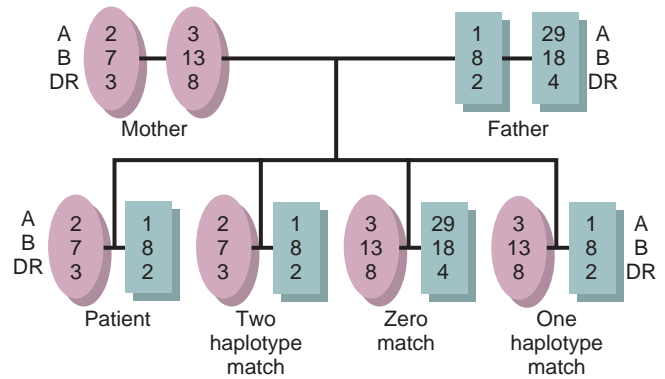 A 2 3 1 29 A
B 7 13 8 18 B
DR 3 8 2 4 DR
Mother Father
A 2 1 2 1 3 29 3 1 A
B 7 8 7 8 13 18 13 8 B
DR 3 2 3 2 8 4 8 2 DR
Patient Two Zero One
haplotype match haplotype
match match